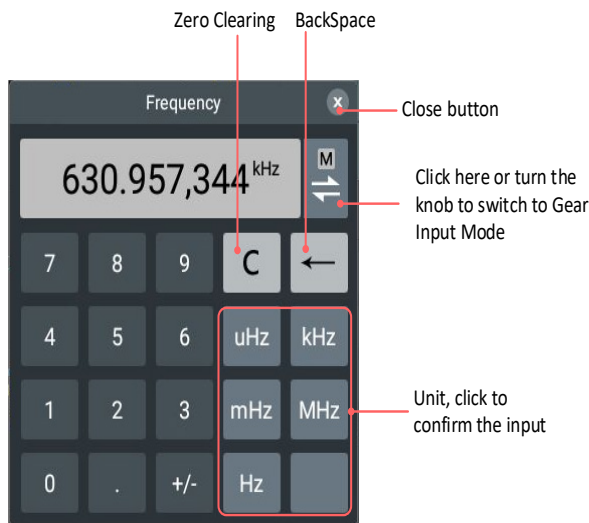 Zero Clearing BackSpace
Frequency x
Close button
630.957,344 kHz M
Click here or turn the
knob to switch to Gear
Input Mode
7 8 9 C ←
4 5 6 uHz kHz
1 2 3 mHz MHz
Unit, click to
confirm the input
0 . +/- Hz